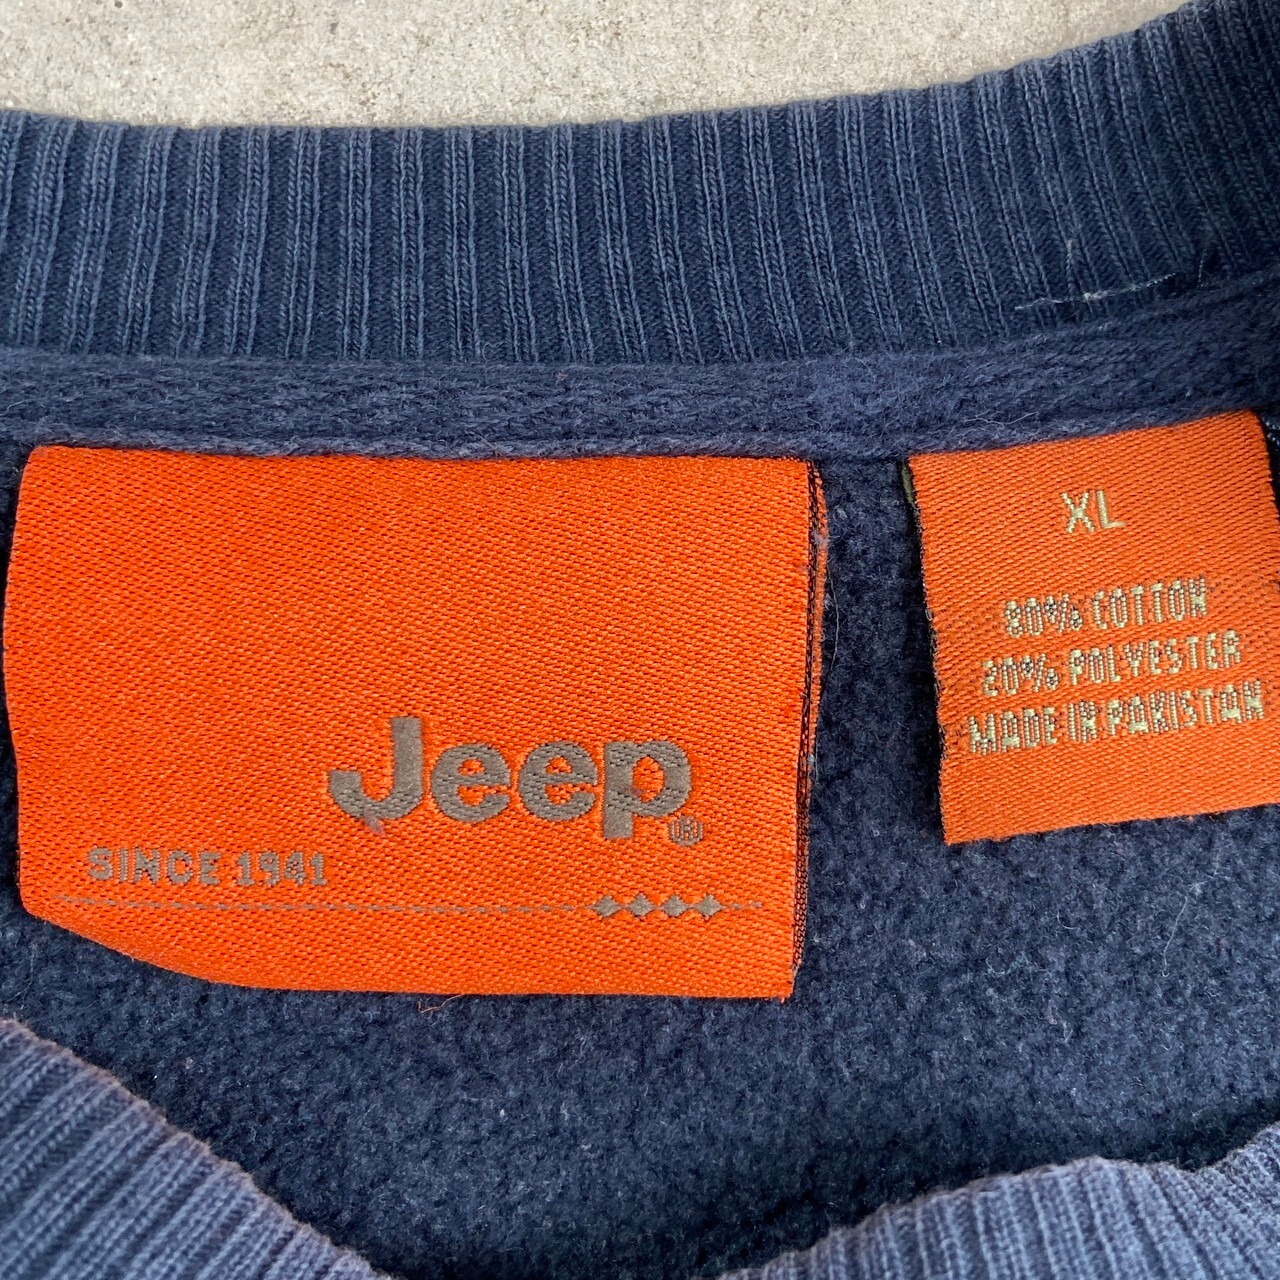 Jeep®
SINCE 1941
XL
80% COTTON
20% POLYESTER
MADE IN PAKISTAN